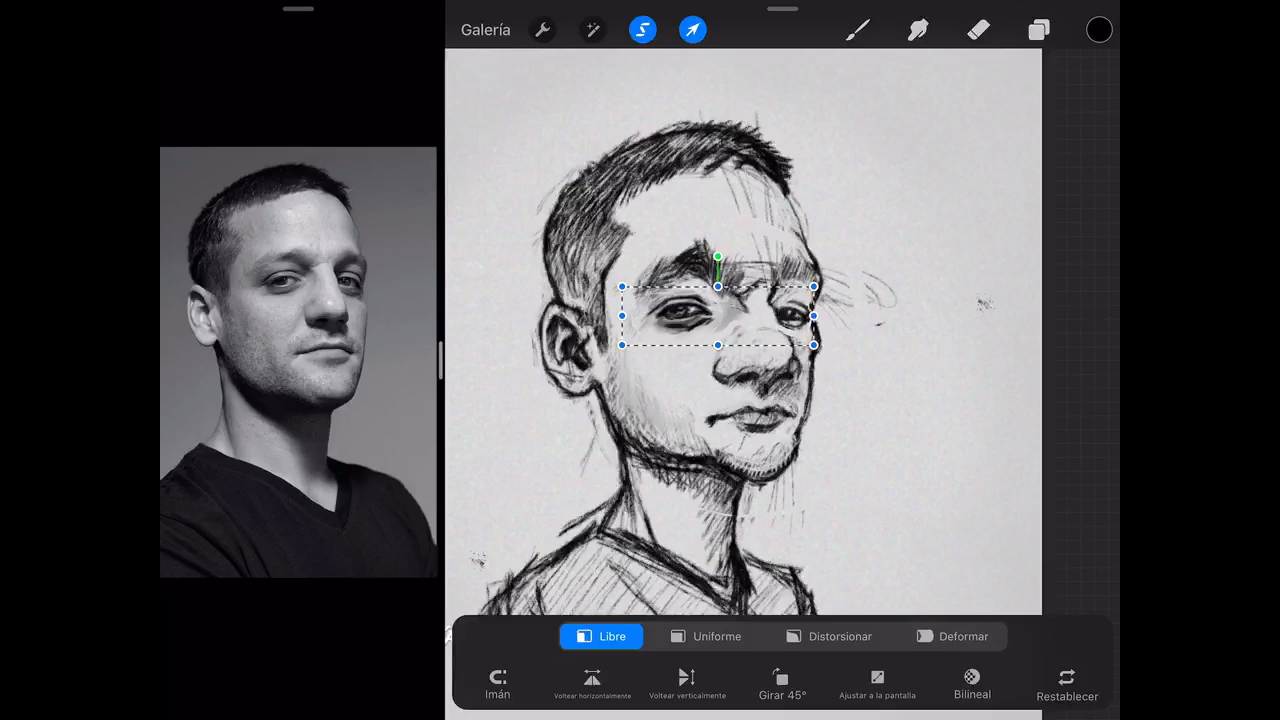 Galería
Libre
Uniforme
Distorsionar
Deformar
Imán
Voltear horizontalmente
Voltear verticalmente
Girar 45°
Ajustar a la pantalla
Bilineal
Restablecer